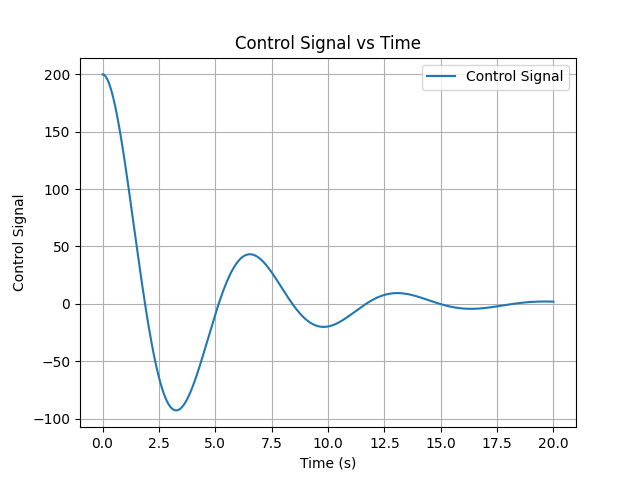 Control Signal vs Time
Control Signal
200
150
100
50
0
−50
−100
Control Signal
0.0 2.5 5.0 7.5 10.0 12.5 15.0 17.5 20.0
Time (s)